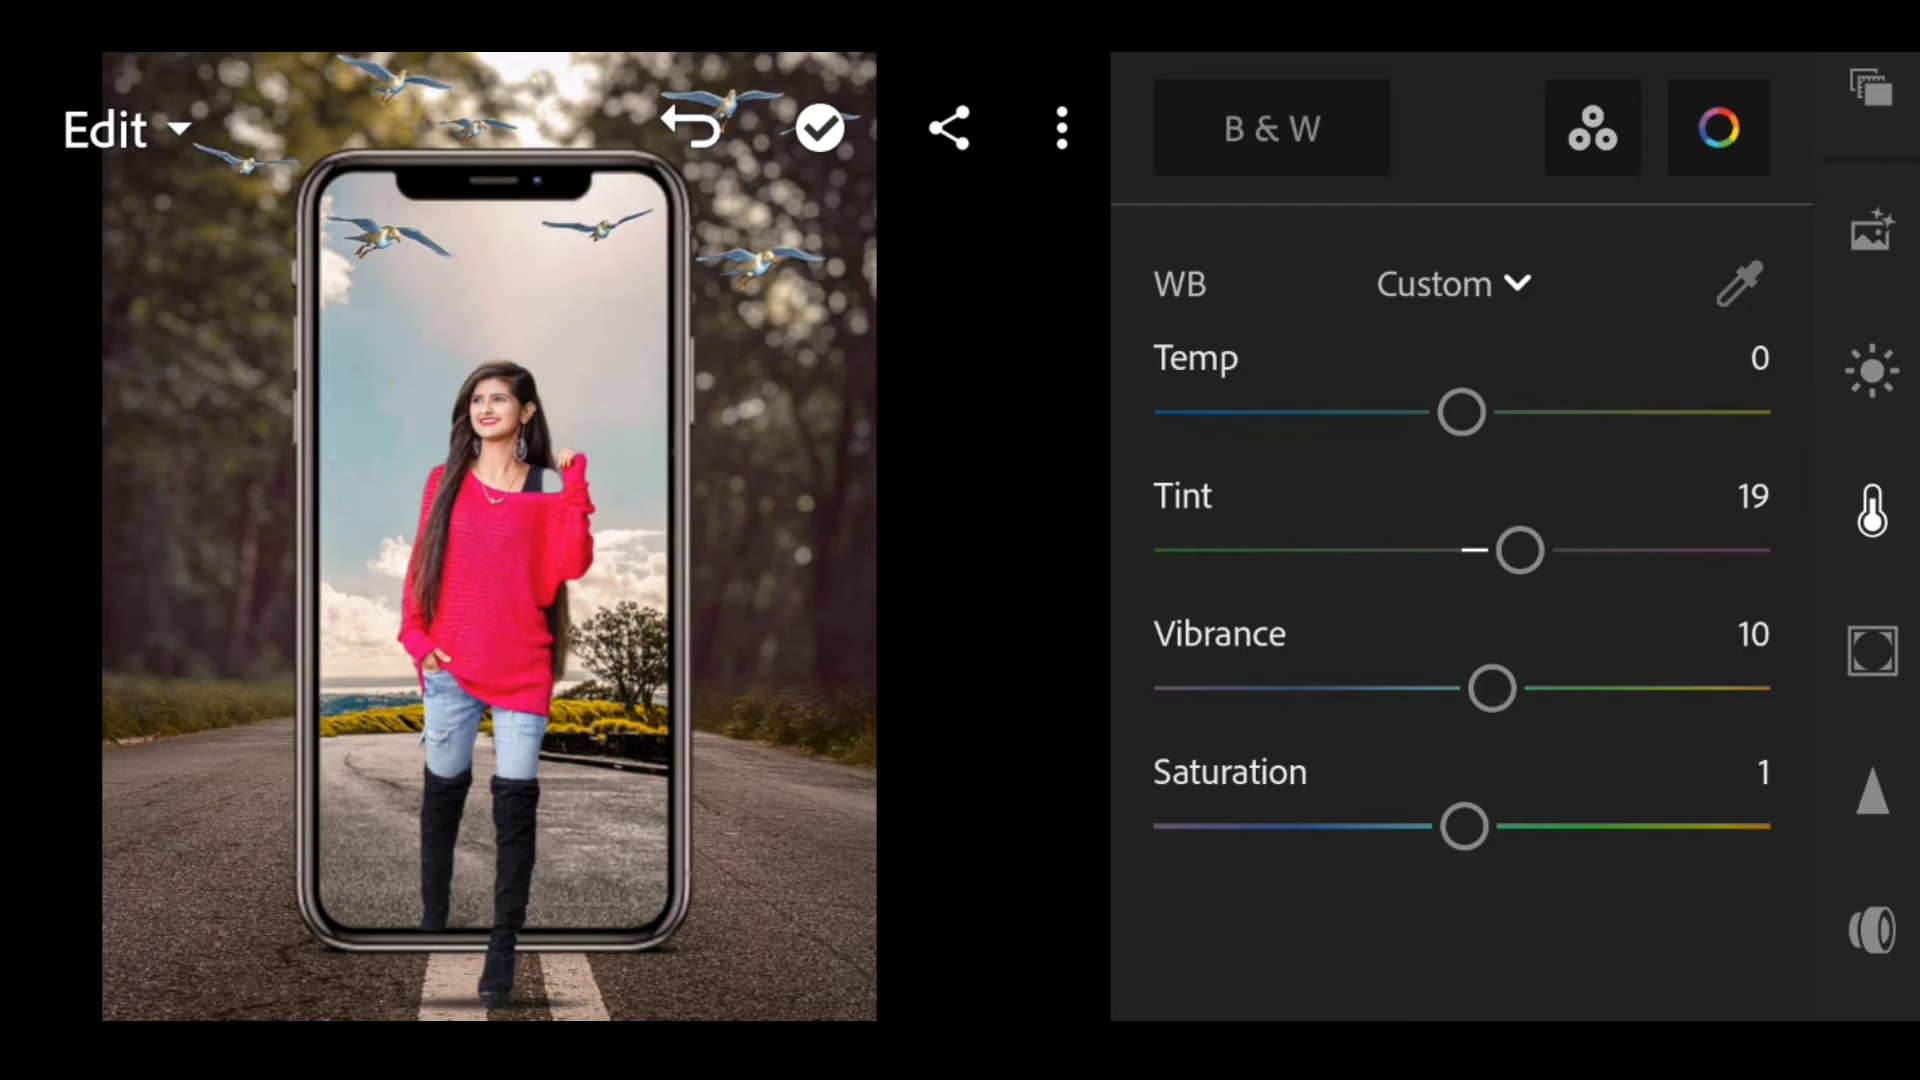 Edit
B & W
WB Custom
Temp 0
Tint 19
Vibrance 10
Saturation 1